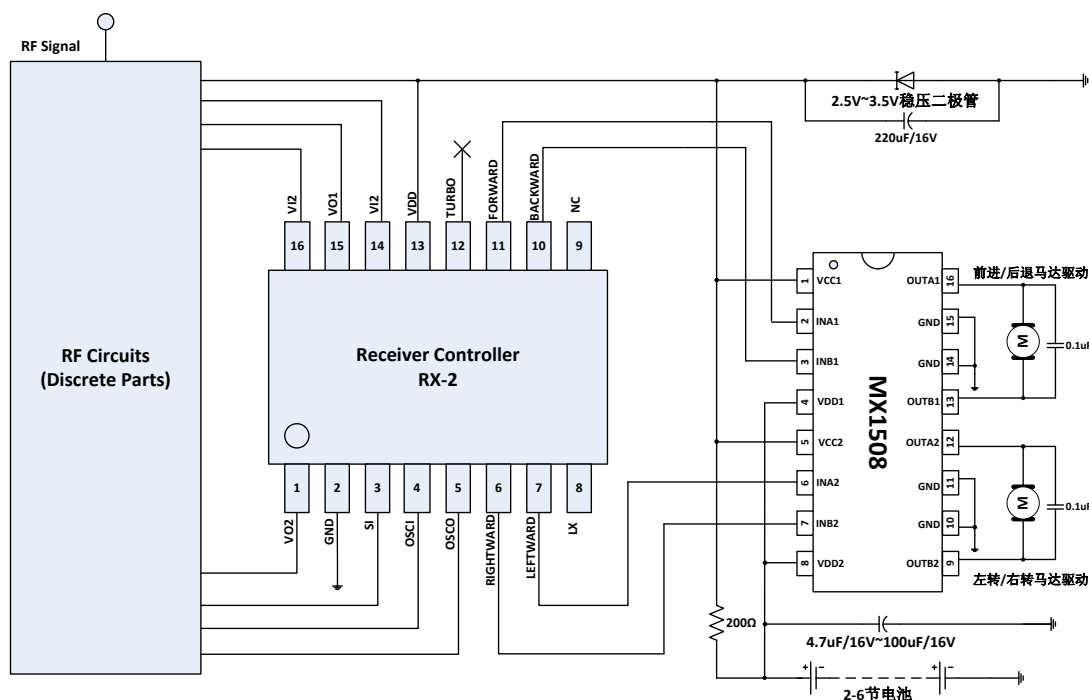 RF Signal
2.5V~3.5V稳压二极管
220uF/16V
VI2
VO1
VI2
VDD
TURBO
FORWARD
BACKWARD
NC
16
15
14
13
12
11
10
9
RF Circuits
(Discrete Parts)
Receiver Controller
RX-2
1
2
3
4
5
6
7
8
VO2
GND
SI
OSCI
OSCO
RIGHTWARD
LEFTWARD
LX
MX1508
1 VCC1
2 INA1
3 INB1
4 VDD1
5 VCC2
6 INA2
7 INB2
8 VDD2
OUTA1 16
GND 15
GND 14
OUTB1 13
OUTA2 12
GND 11
GND 10
OUTB2 9
前进/后退马达驱动
M
0.1uF
M
0.1uF
左转/右转马达驱动
200Ω
4.7uF/16V~100uF/16V
+ -
+ -
2-6节电池